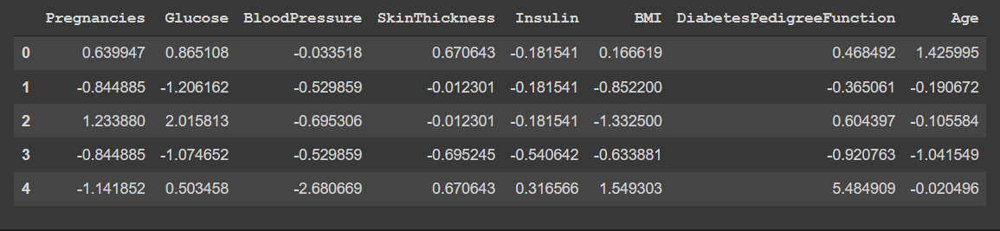 Pregnancies Glucose BloodPressure SkinThickness Insulin BMI DiabetesPedigreeFunction Age
0 0.639947 0.865108 -0.033518 0.670643 -0.181541 0.166619 0.468492 1.425995
1 -0.844885 -1.206162 -0.529859 -0.012301 -0.181541 -0.852200 -0.365061 -0.190672
2 1.233880 2.015813 -0.695306 -0.012301 -0.181541 -1.332500 0.604397 -0.105584
3 -0.844885 -1.074652 -0.529859 -0.695245 -0.540642 -0.633881 -0.920763 -1.041549
4 -1.141852 0.503458 -2.680669 0.670643 0.316566 1.549303 5.484909 -0.020496